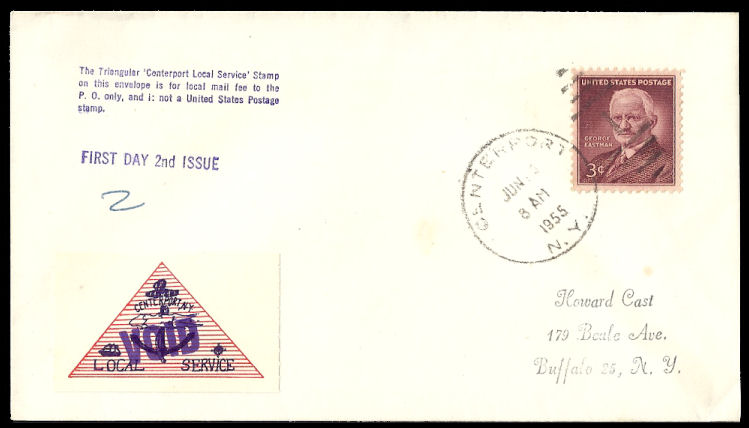 The Triangular 'Centerport Local Service' Stamp
on this envelope is for local mail fee to the
P. O. only, and i: not a United States Postage
stamp.
FIRST DAY 2nd ISSUE
2
UNITED STATES POSTAGE
GEORGE
EASTMAN
3¢
CENTERPORT
JUN
8 AM
1955
N. Y.
CENTERPORT N.Y.
VOID
LOCAL SERVICE
Howard Cast
179 Beale Ave.
Buffalo 25, N. Y.